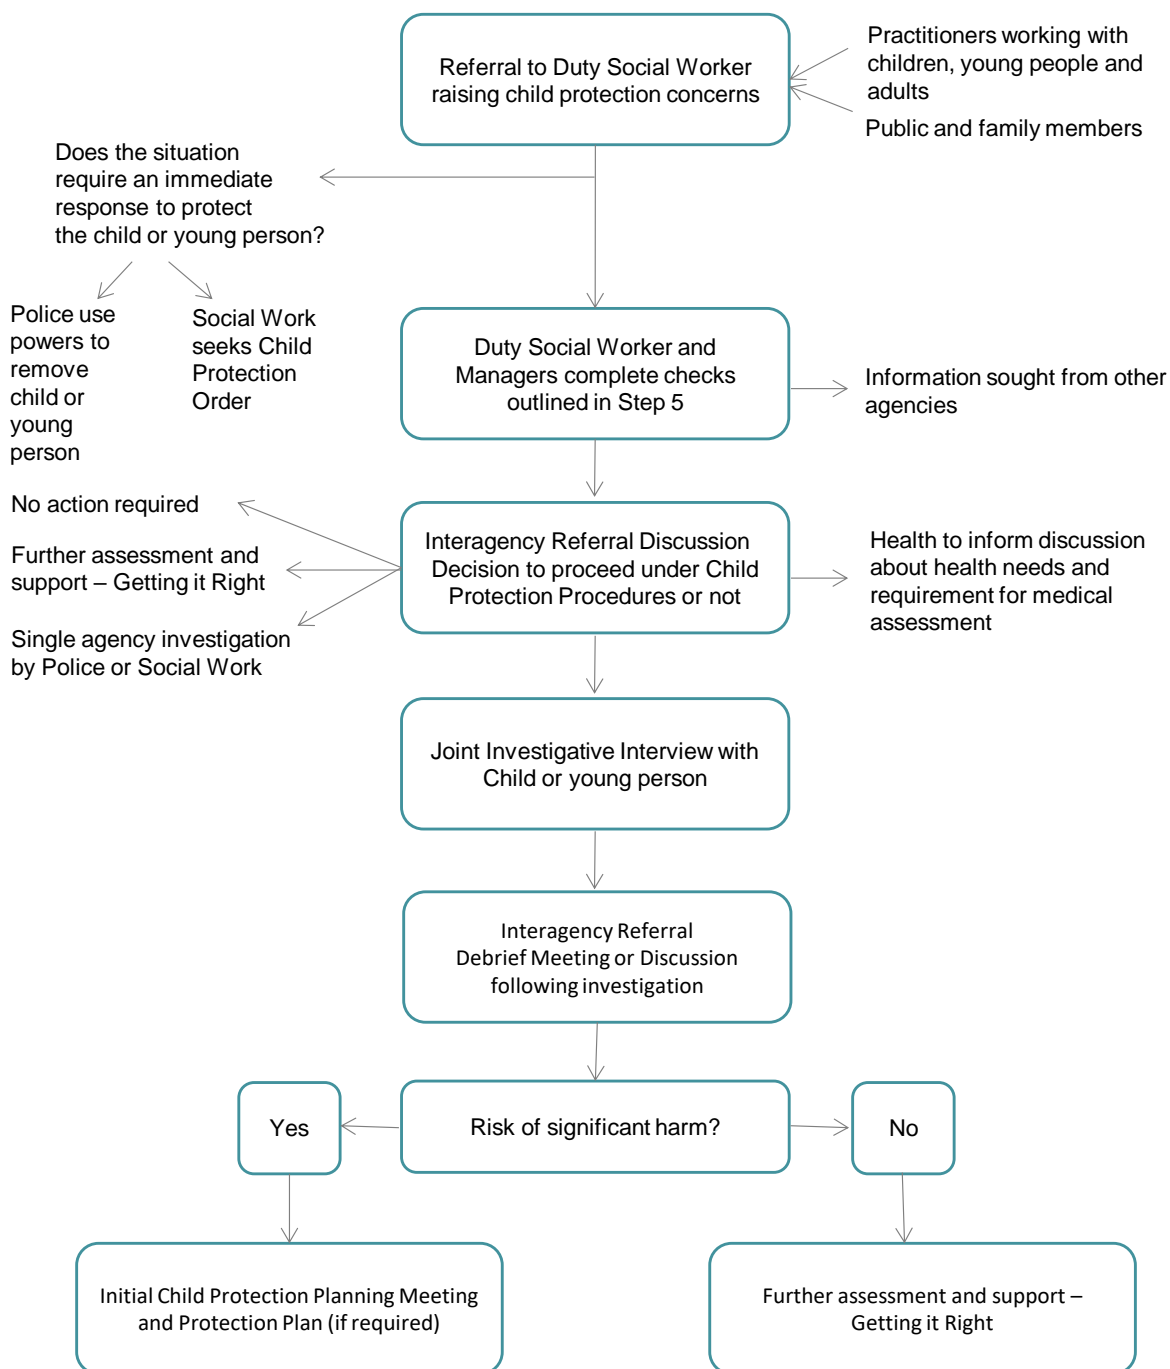 Referral to Duty Social Worker
raising child protection concerns
Practitioners working with
children, young people and
adults
Public and family members
Does the situation
require an immediate
response to protect
the child or young person?
Police use
powers to
remove
child or
young
person
Social Work
seeks Child
Protection
Order
Duty Social Worker and
Managers complete checks
outlined in Step 5
Information sought from other
agencies
No action required
Further assessment and
support – Getting it Right
Single agency investigation
by Police or Social Work
Interagency Referral Discussion
Decision to proceed under Child
Protection Procedures or not
Health to inform discussion
about health needs and
requirement for medical
assessment
Joint Investigative Interview with
Child or young person
Interagency Referral
Debrief Meeting or Discussion
following investigation
Yes
Risk of significant harm?
No
Initial Child Protection Planning Meeting
and Protection Plan (if required)
Further assessment and support –
Getting it Right